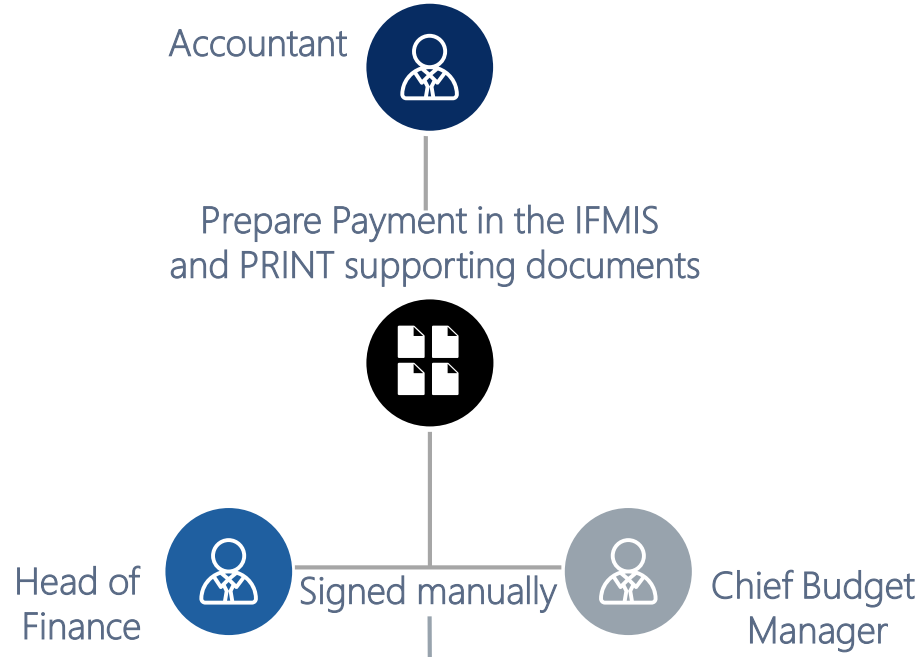 Accountant
Prepare Payment in the IFMIS
and PRINT supporting documents
Head of
Finance
Signed manually
Chief Budget
Manager